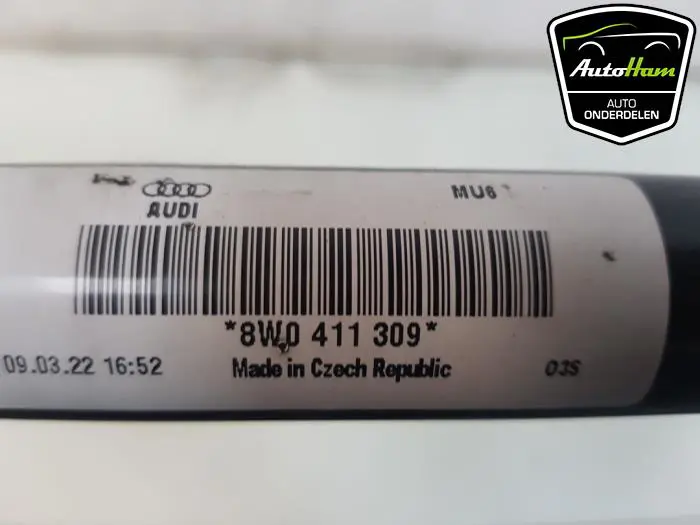 AutoHam
AUTO
ONDERDELEN
AUDI
MU6
*8W0 411 309*
09.03.22 16:52
Made in Czech Republic
03S